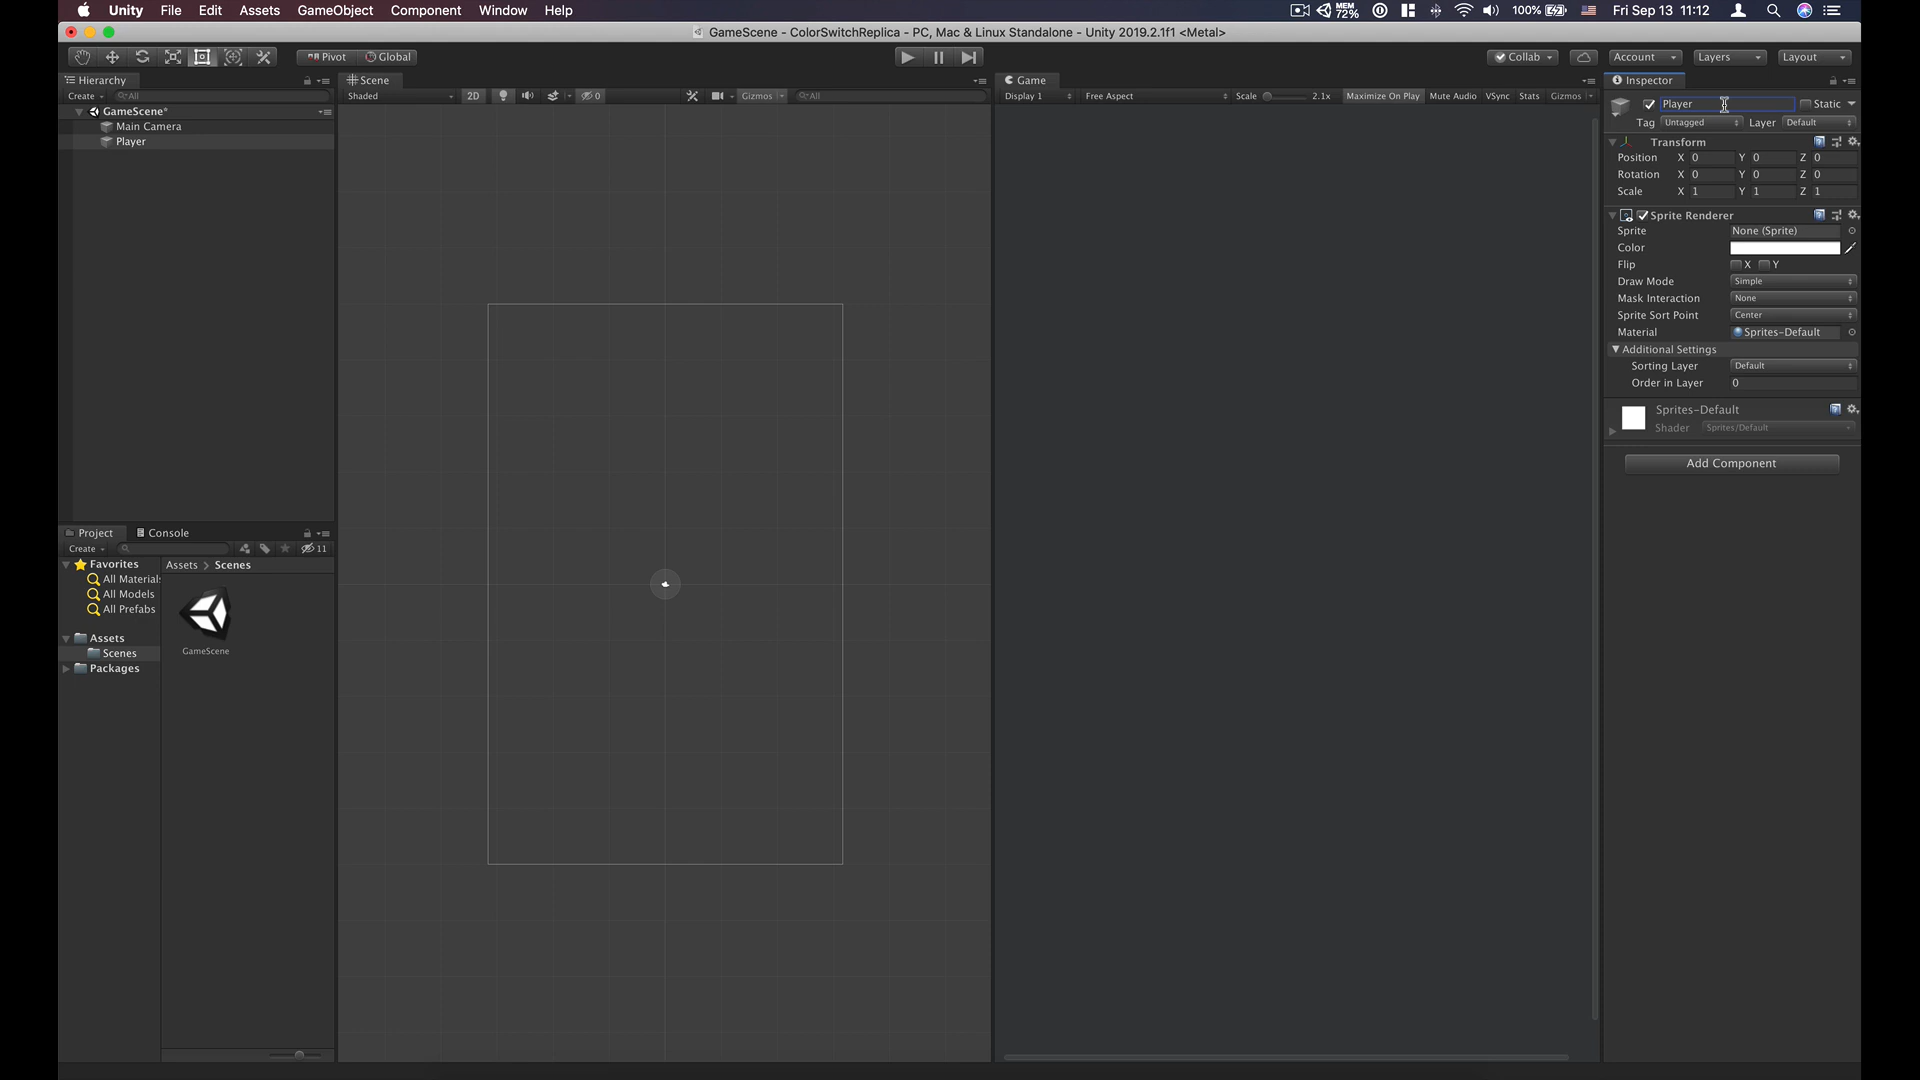 Unity File Edit Assets GameObject Component Window Help
MEM 72% 100% Fri Sep 13 11:12
GameScene - ColorSwitchReplica - PC, Mac & Linux Standalone - Unity 2019.2.1f1 <Metal>
Pivot Global
Collab Account Layers Layout
Hierarchy
Create All
GameScene*
Main Camera
Player
Scene
Shaded 2D 0 Gizmos All
Game
Display 1 Free Aspect Scale 2.1x Maximize On Play Mute Audio VSync Stats Gizmos
Inspector
Player Static
Tag Untagged Layer Default
Transform
Position X 0 Y 0 Z 0
Rotation X 0 Y 0 Z 0
Scale X 1 Y 1 Z 1
Sprite Renderer
Sprite None (Sprite)
Color
Flip X Y
Draw Mode Simple
Mask Interaction None
Sprite Sort Point Center
Material Sprites-Default
Additional Settings
Sorting Layer Default
Order in Layer 0
Sprites-Default
Shader Sprites/Default
Add Component
Project Console
Create 11
Favorites
All Materials
All Models
All Prefabs
Assets
Scenes
Packages
Assets > Scenes
GameScene